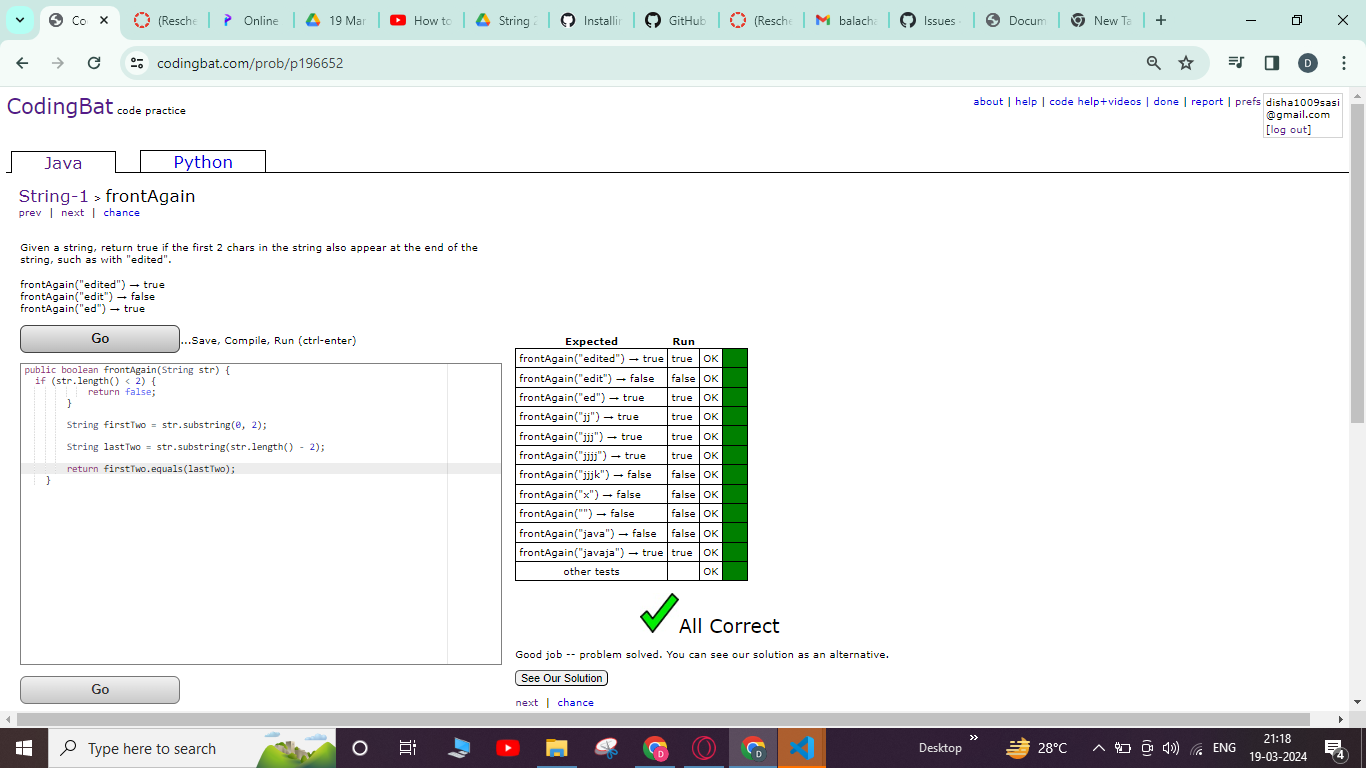 Co
(Resche
Online
19 Mar
How to
String 2
Installin
GitHub
(Resche
balacha
Issues
Docum
New Ta
codingbat.com/prob/p196652
D
CodingBat code practice
about | help | code help+videos | done | report | prefs
disha1009sasi
@gmail.com
[log out]
Java
Python
String-1 > frontAgain
prev | next | chance
Given a string, return true if the first 2 chars in the string also appear at the end of the
string, such as with "edited".
frontAgain("edited") → true
frontAgain("edit") → false
frontAgain("ed") → true
Go
...Save, Compile, Run (ctrl-enter)
public boolean frontAgain(String str) {
if (str.length() < 2) {
return false;
}
String firstTwo = str.substring(0, 2);
String lastTwo = str.substring(str.length() - 2);
return firstTwo.equals(lastTwo);
}
Go
Expected Run
frontAgain("edited") → true true OK
frontAgain("edit") → false false OK
frontAgain("ed") → true true OK
frontAgain("jj") → true true OK
frontAgain("jjj") → true true OK
frontAgain("jjjj") → true true OK
frontAgain("jjjk") → false false OK
frontAgain("x") → false false OK
frontAgain("") → false false OK
frontAgain("java") → false false OK
frontAgain("javaja") → true true OK
other tests OK
All Correct
Good job -- problem solved. You can see our solution as an alternative.
See Our Solution
next | chance
Type here to search
Desktop
28°C
ENG
21:18
19-03-2024
4